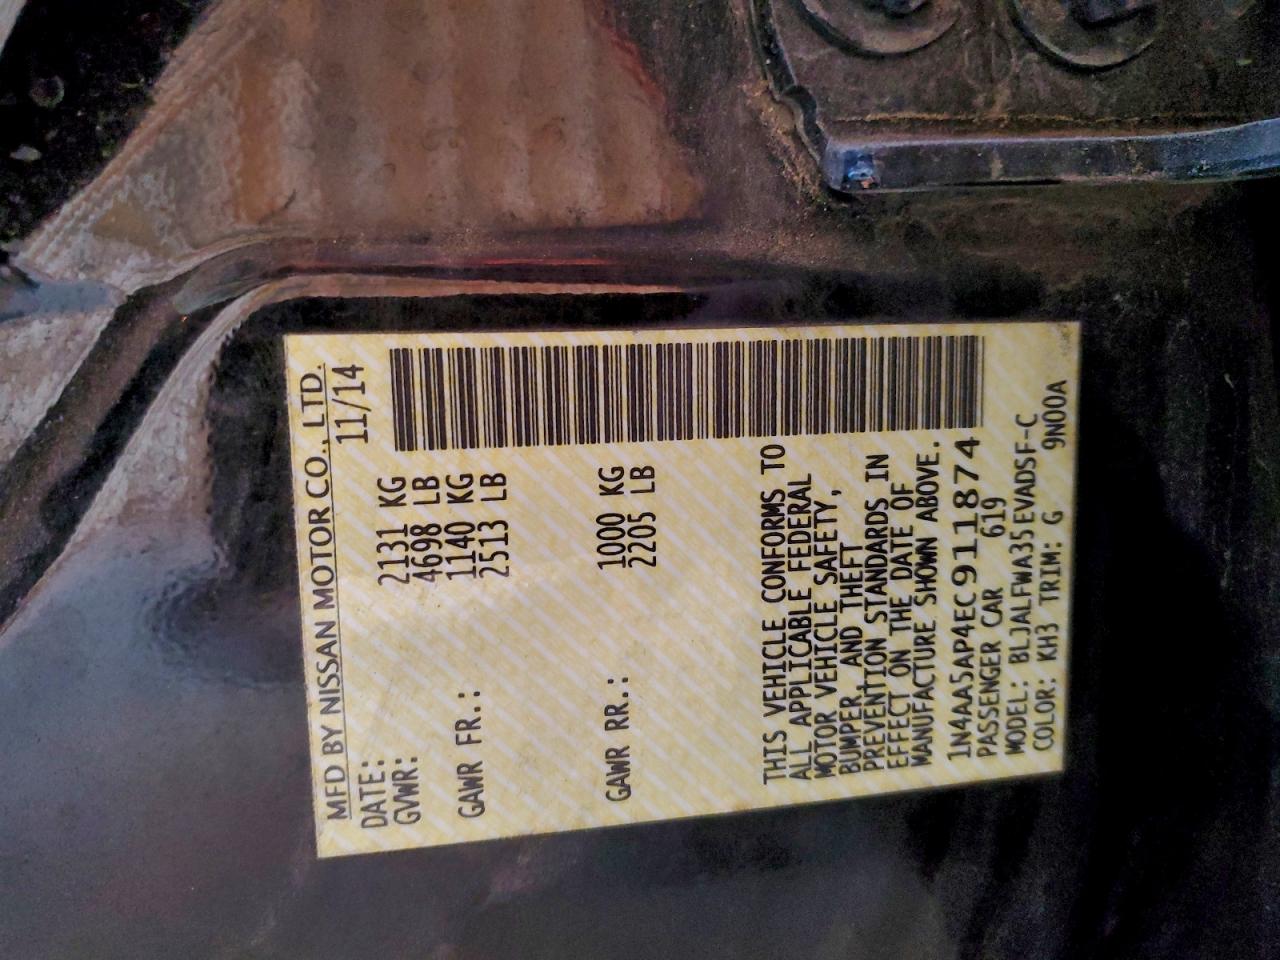 MFD BY NISSAN MOTOR CO., LTD.
DATE: 11/14
GVWR: 2131 KG
4698 LB
GAWR FR.: 1140 KG
2513 LB
GAWR RR.: 1000 KG
2205 LB
THIS VEHICLE CONFORMS TO
ALL APPLICABLE FEDERAL
MOTOR VEHICLE SAFETY,
BUMPER AND THEFT
PREVENTION STANDARDS IN
EFFECT ON THE DATE OF
MANUFACTURE SHOWN ABOVE.
1N4AA5AP4EC911874
PASSENGER CAR 619
MODEL: BLJALFWA35EVADSF-C
COLOR: KH3 TRIM: G 9N00A